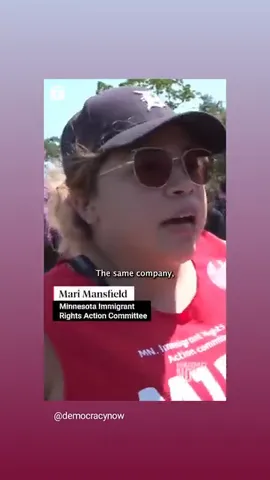 The same company,
Mari Mansfield
Minnesota Immigrant
Rights Action Committee
MN. Immigrant Rights
Action committee
@democracynow